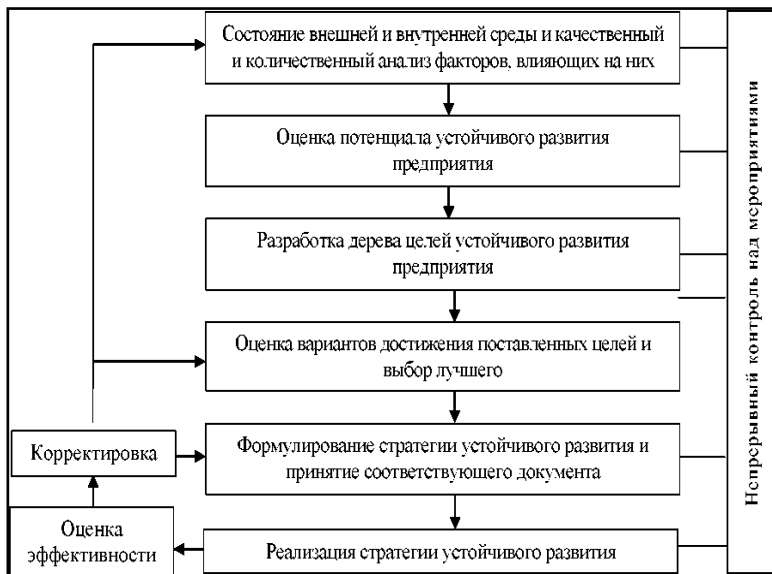 Состояние внешней и внутренней среды и качественный
и количественный анализ факторов, влияющих на них
Оценка потенциала устойчивого развития
предприятия
Разработка дерева целей устойчивого развития
предприятия
Оценка вариантов достижения поставленных целей и
выбор лучшего
Корректировка
Формулирование стратегии устойчивого развития и
принятие соответствующего документа
Оценка
эффективности
Реализация стратегии устойчивого развития
Непрерывный контроль над мероприятиями